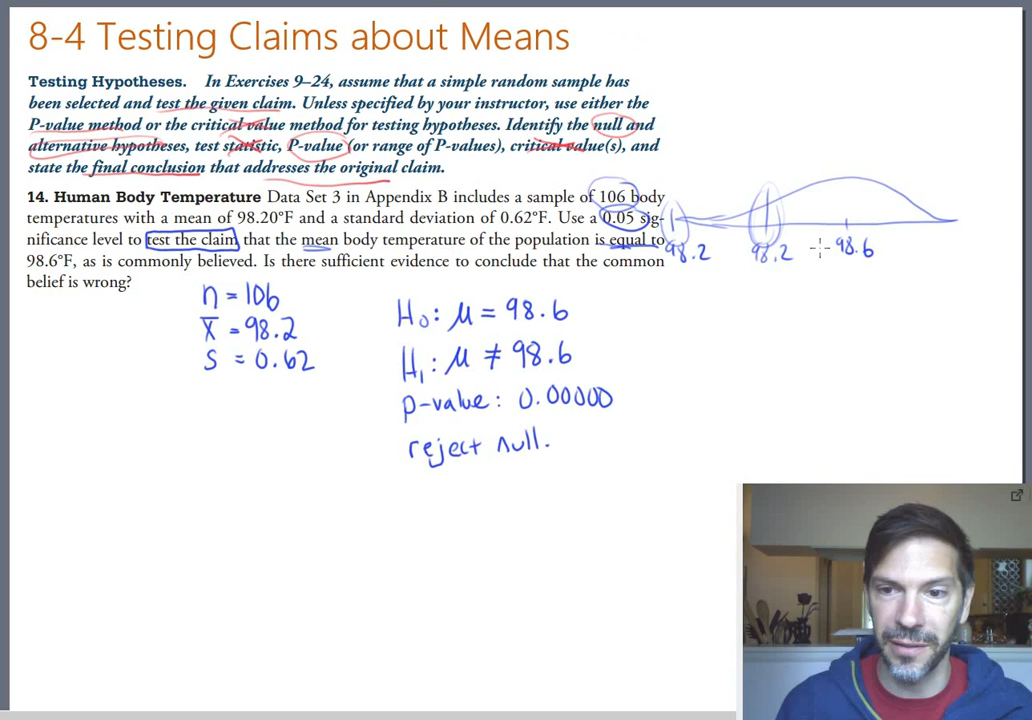 8-4 Testing Claims about Means
Testing Hypotheses. In Exercises 9–24, assume that a simple random sample has
been selected and test the given claim. Unless specified by your instructor, use either the
P-value method or the critical value method for testing hypotheses. Identify the null and
alternative hypotheses, test statistic, P-value (or range of P-values), critical value(s), and
state the final conclusion that addresses the original claim.
14. Human Body Temperature Data Set 3 in Appendix B includes a sample of 106 body
temperatures with a mean of 98.20°F and a standard deviation of 0.62°F. Use a 0.05 sig-
nificance level to test the claim that the mean body temperature of the population is equal to
98.6°F, as is commonly believed. Is there sufficient evidence to conclude that the common
belief is wrong?
98.2 98.2 98.6
n = 106
x̄ = 98.2
s = 0.62
H₀: μ = 98.6
H₁: μ ≠ 98.6
p-value: 0.00000
reject null.